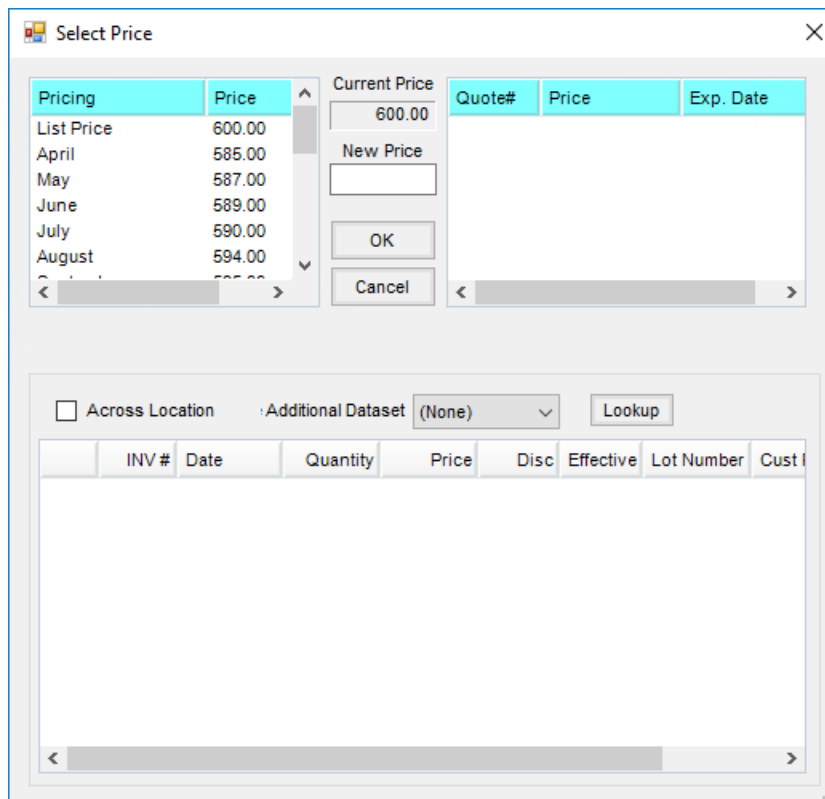 Select Price
Pricing Price
List Price 600.00
April 585.00
May 587.00
June 589.00
July 590.00
August 594.00
Current Price
600.00
New Price
OK
Cancel
Quote# Price Exp. Date
Across Location Additional Dataset (None) Lookup
INV # Date Quantity Price Disc Effective Lot Number Cust